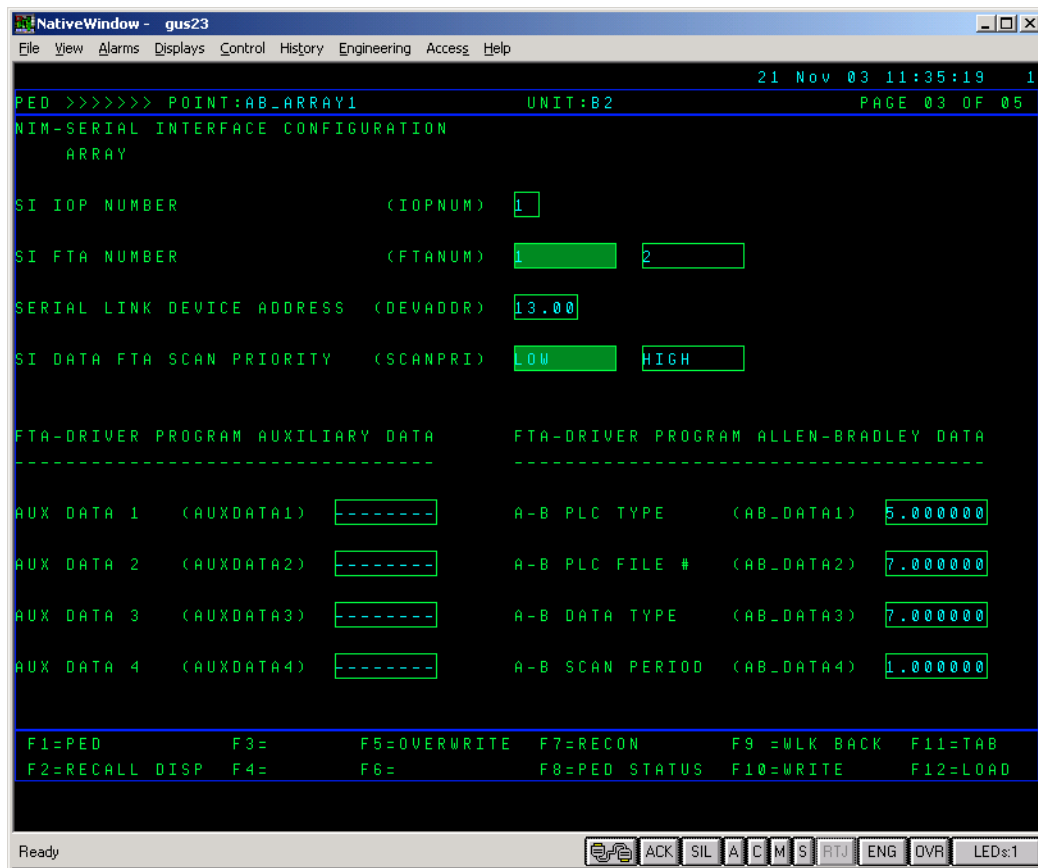 NativeWindow - gus23
File View Alarms Displays Control History Engineering Access Help
21 Nov 03 11:35:19 1
PED >>>>>>> POINT:AB_ARRAY1 UNIT:B2 PAGE 03 OF 05
NIM-SERIAL INTERFACE CONFIGURATION
ARRAY
SI IOP NUMBER (IOPNUM) 1
SI FTA NUMBER (FTANUM) 1 2
SERIAL LINK DEVICE ADDRESS (DEVADDR) 13.00
SI DATA FTA SCAN PRIORITY (SCANPRI) LOW HIGH
FTA-DRIVER PROGRAM AUXILIARY DATA FTA-DRIVER PROGRAM ALLEN-BRADLEY DATA
--------------------------------- -------------------------------------
AUX DATA 1 (AUXDATA1) -------- A-B PLC TYPE (AB_DATA1) 5.000000
AUX DATA 2 (AUXDATA2) -------- A-B PLC FILE # (AB_DATA2) 7.000000
AUX DATA 3 (AUXDATA3) -------- A-B DATA TYPE (AB_DATA3) 7.000000
AUX DATA 4 (AUXDATA4) -------- A-B SCAN PERIOD (AB_DATA4) 1.000000
F1=PED F3= F5=OVERWRITE F7=RECON F9 =WLK BACK F11=TAB
F2=RECALL DISP F4= F6= F8=PED STATUS F10=WRITE F12=LOAD
Ready ACK SIL A C M S RTJ ENG OVR LEDs:1